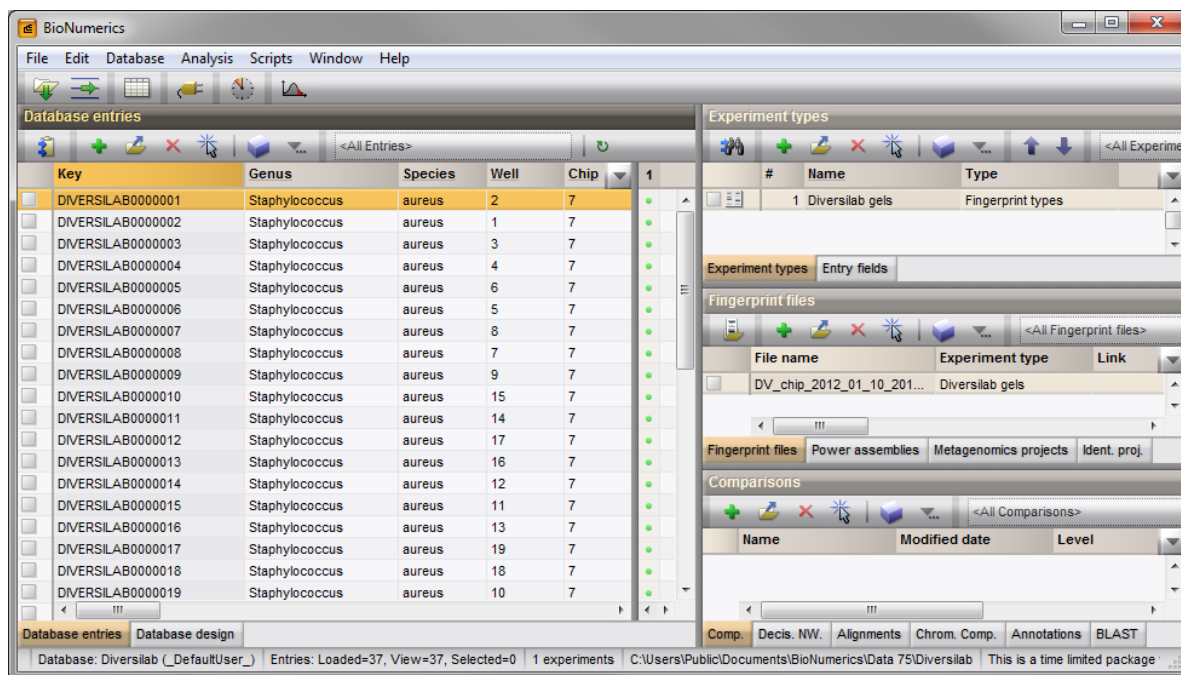 BioNumerics
File Edit Database Analysis Scripts Window Help
Database entries
<All Entries>
Key Genus Species Well Chip 1
DIVERSILAB0000001 Staphylococcus aureus 2 7
DIVERSILAB0000002 Staphylococcus aureus 1 7
DIVERSILAB0000003 Staphylococcus aureus 3 7
DIVERSILAB0000004 Staphylococcus aureus 4 7
DIVERSILAB0000005 Staphylococcus aureus 6 7
DIVERSILAB0000006 Staphylococcus aureus 5 7
DIVERSILAB0000007 Staphylococcus aureus 8 7
DIVERSILAB0000008 Staphylococcus aureus 7 7
DIVERSILAB0000009 Staphylococcus aureus 9 7
DIVERSILAB0000010 Staphylococcus aureus 15 7
DIVERSILAB0000011 Staphylococcus aureus 14 7
DIVERSILAB0000012 Staphylococcus aureus 17 7
DIVERSILAB0000013 Staphylococcus aureus 16 7
DIVERSILAB0000014 Staphylococcus aureus 12 7
DIVERSILAB0000015 Staphylococcus aureus 11 7
DIVERSILAB0000016 Staphylococcus aureus 13 7
DIVERSILAB0000017 Staphylococcus aureus 19 7
DIVERSILAB0000018 Staphylococcus aureus 18 7
DIVERSILAB0000019 Staphylococcus aureus 10 7
Database entries Database design
Experiment types
<All Experime
# Name Type
1 Diversilab gels Fingerprint types
Experiment types Entry fields
Fingerprint files
<All Fingerprint files>
File name Experiment type Link
DV_chip_2012_01_10_201... Diversilab gels
Fingerprint files Power assemblies Metagenomics projects Ident. proj.
Comparisons
<All Comparisons>
Name Modified date Level
Comp. Decis. NW. Alignments Chrom. Comp. Annotations BLAST
Database: Diversilab (_DefaultUser_) Entries: Loaded=37, View=37, Selected=0 1 experiments C:\Users\Public\Documents\BioNumerics\Data 75\Diversilab This is a time limited package